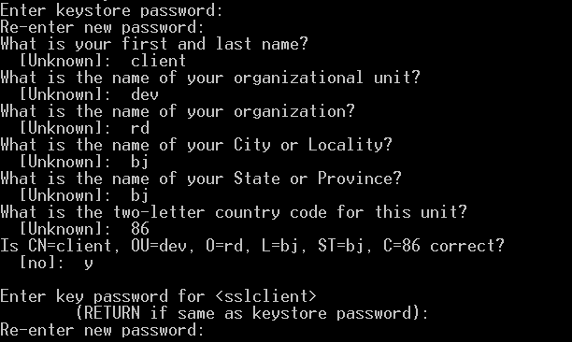 Enter keystore password:
Re-enter new password:
What is your first and last name?
  [Unknown]:  client
What is the name of your organizational unit?
  [Unknown]:  dev
What is the name of your organization?
  [Unknown]:  rd
What is the name of your City or Locality?
  [Unknown]:  bj
What is the name of your State or Province?
  [Unknown]:  bj
What is the two-letter country code for this unit?
  [Unknown]:  86
Is CN=client, OU=dev, O=rd, L=bj, ST=bj, C=86 correct?
  [no]:  y

Enter key password for <sslclient>
        (RETURN if same as keystore password):
Re-enter new password: